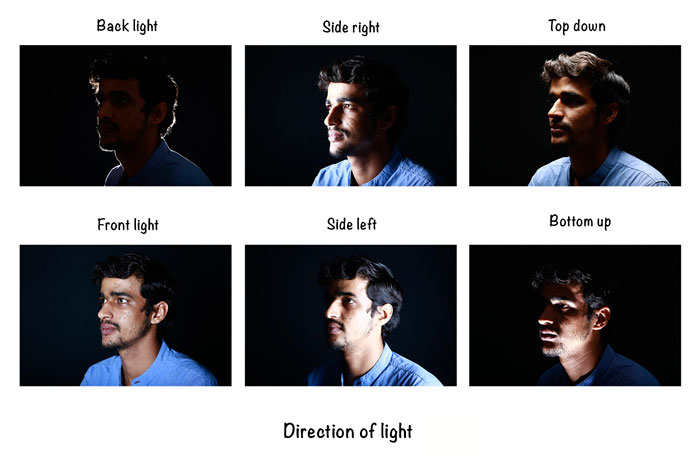 Back light
Side right
Top down
Front light
Side left
Bottom up
Direction of light